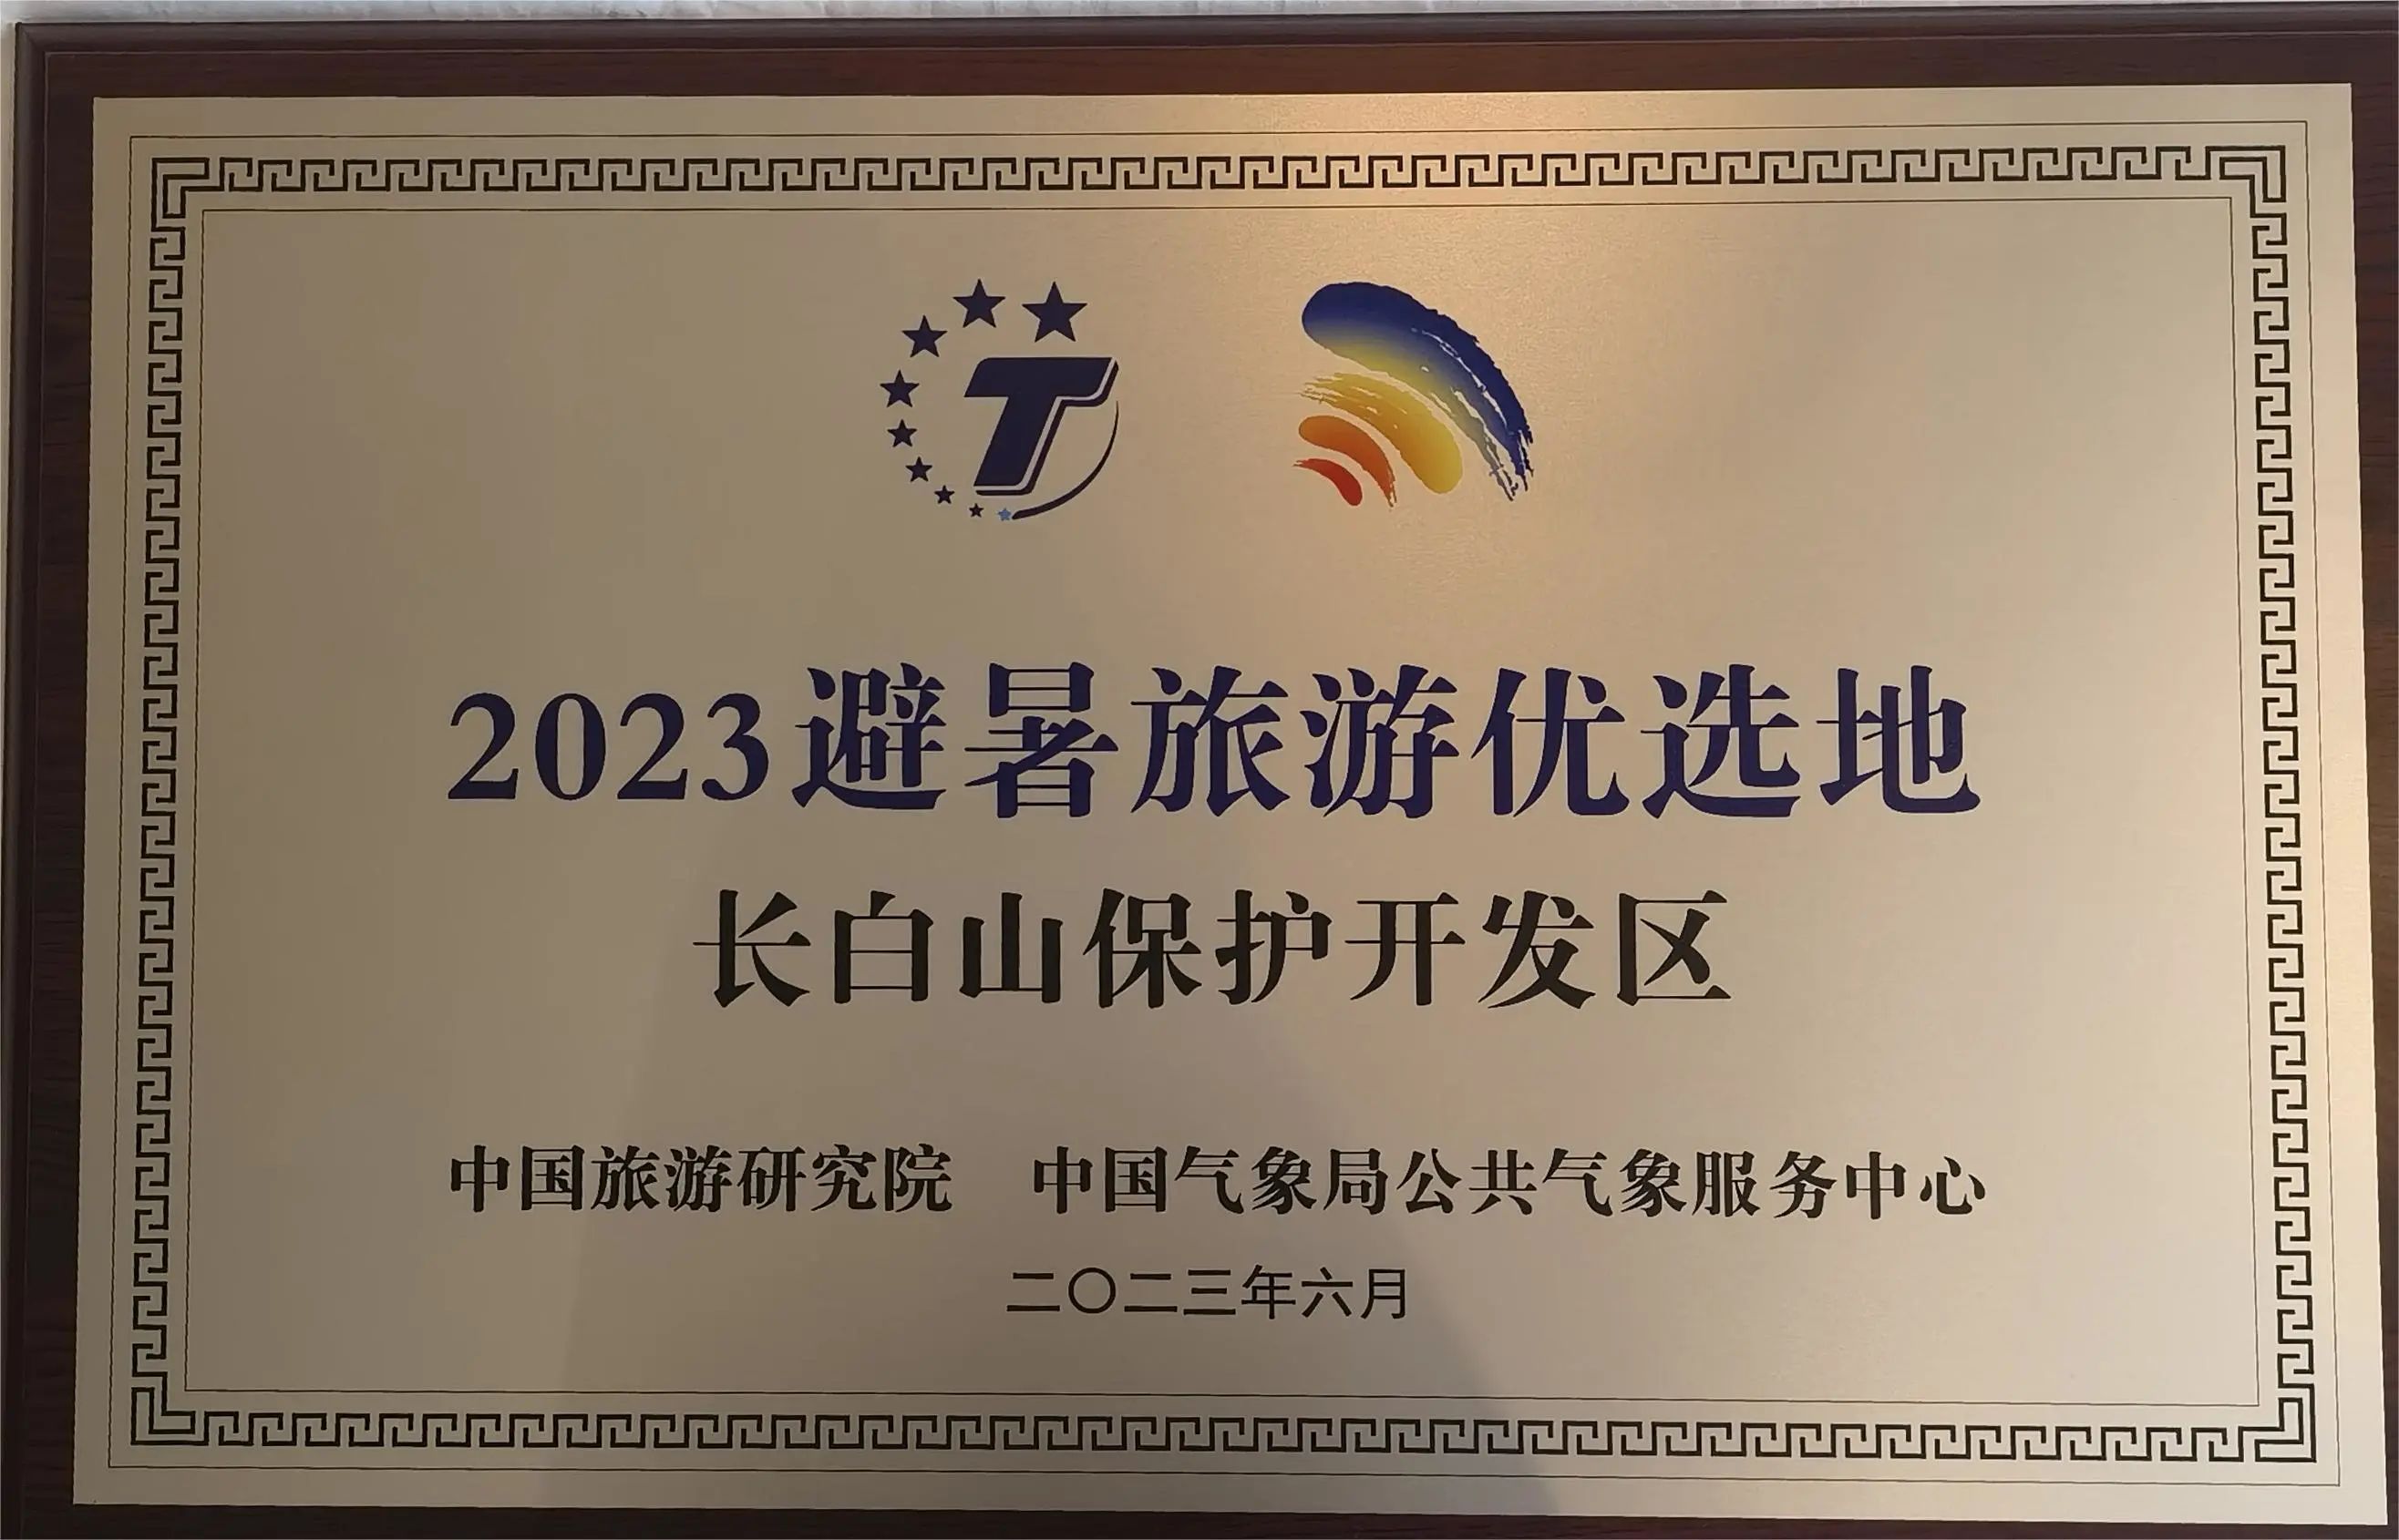 T
2023避暑旅游优选地
长白山保护开发区
中国旅游研究院 中国气象局公共气象服务中心
二〇二三年六月